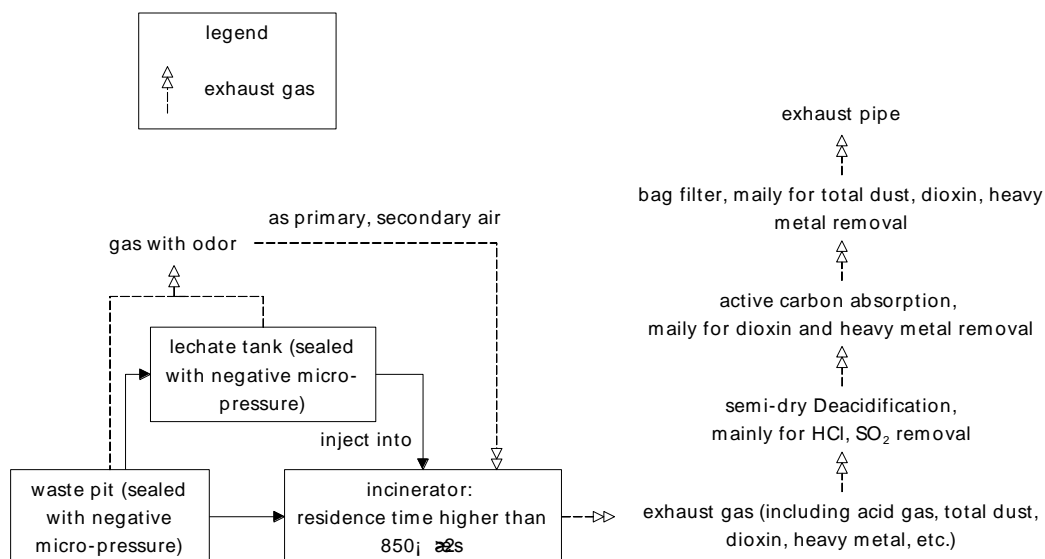 legend
exhaust gas
exhaust pipe
bag filter, maily for total dust, dioxin, heavy
metal removal
as primary, secondary air
gas with odor
active carbon absorption,
maily for dioxin and heavy metal removal
lechate tank (sealed
with negative micro-
pressure)
semi-dry Deacidification,
mainly for HCl, SO₂ removal
inject into
waste pit (sealed
with negative
micro-pressure)
incinerator:
residence time higher than
850¡
exhaust gas (including acid gas, total dust,
dioxin, heavy metal, etc.)